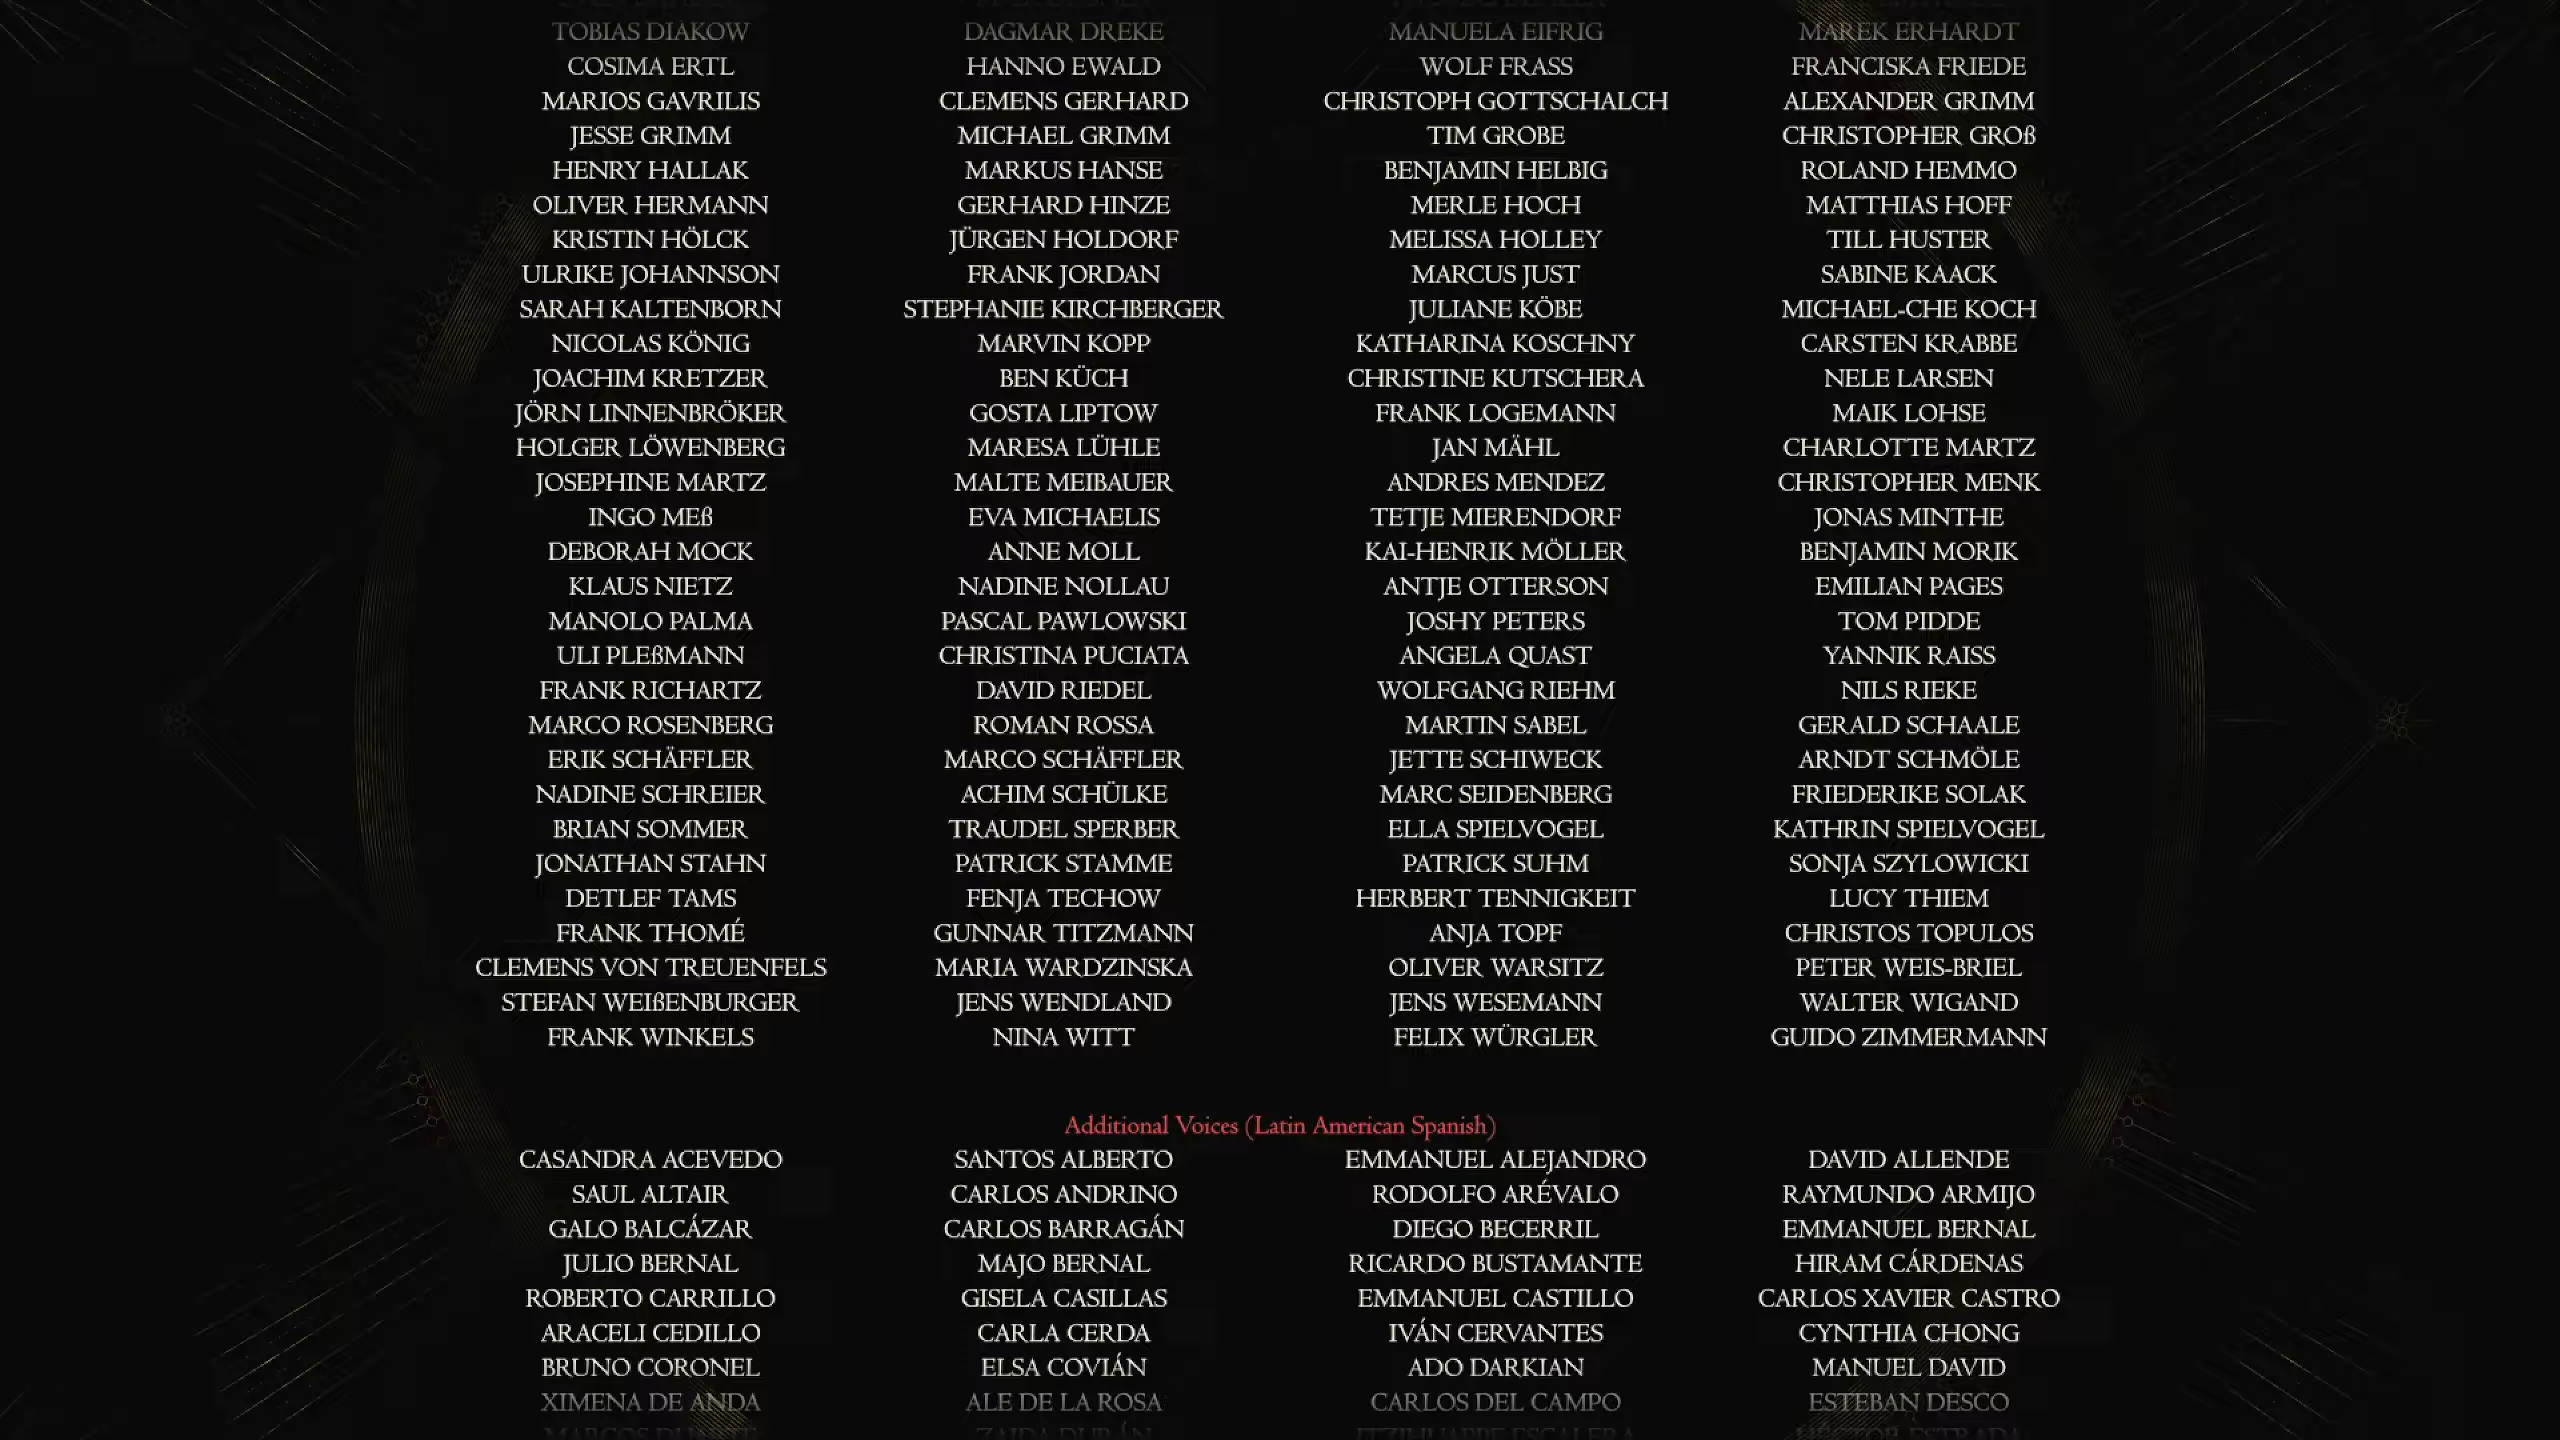 TOBIAS DIAKOW DAGMAR DREKE MANUELA EIFRIG MAREK ERHARDT
COSIMA ERTL HANNO EWALD WOLF FRASS FRANCISKA FRIEDE
MARIOS GAVRILIS CLEMENS GERHARD CHRISTOPH GOTTSCHALCH ALEXANDER GRIMM
JESSE GRIMM MICHAEL GRIMM TIM GROBE CHRISTOPHER GROß
HENRY HALLAK MARKUS HANSE BENJAMIN HELBIG ROLAND HEMMO
OLIVER HERMANN GERHARD HINZE MERLE HOCH MATTHIAS HOFF
KRISTIN HÖLCK JÜRGEN HOLDORF MELISSA HOLLEY TILL HUSTER
ULRIKE JOHANNSON FRANK JORDAN MARCUS JUST SABINE KAACK
SARAH KALTENBORN STEPHANIE KIRCHBERGER JULIANE KÖBE MICHAEL-CHE KOCH
NICOLAS KÖNIG MARVIN KOPP KATHARINA KOSCHNY CARSTEN KRABBE
JOACHIM KRETZER BEN KÜCH CHRISTINE KUTSCHERA NELE LARSEN
JÖRN LINNENBRÖKER GOSTA LIPTOW FRANK LOGEMANN MAIK LOHSE
HOLGER LÖWENBERG MARESA LÜHLE JAN MÄHL CHARLOTTE MARTZ
JOSEPHINE MARTZ MALTE MEIBAUER ANDRES MENDEZ CHRISTOPHER MENK
INGO MEß EVA MICHAELIS TETJE MIERENDORF JONAS MINTHE
DEBORAH MOCK ANNE MOLL KAI-HENRIK MÖLLER BENJAMIN MORIK
KLAUS NIETZ NADINE NOLLAU ANTJE OTTERSON EMILIAN PAGES
MANOLO PALMA PASCAL PAWLOWSKI JOSHY PETERS TOM PIDDE
ULI PLEßMANN CHRISTINA PUCIATA ANGELA QUAST YANNIK RAISS
FRANK RICHARTZ DAVID RIEDEL WOLFGANG RIEHM NILS RIEKE
MARCO ROSENBERG ROMAN ROSSA MARTIN SABEL GERALD SCHAALE
ERIK SCHÄFFLER MARCO SCHÄFFLER JETTE SCHIWECK ARNDT SCHMÖLE
NADINE SCHREIER ACHIM SCHÜLKE MARC SEIDENBERG FRIEDERIKE SOLAK
BRIAN SOMMER TRAUDEL SPERBER ELLA SPIELVOGEL KATHRIN SPIELVOGEL
JONATHAN STAHN PATRICK STAMME PATRICK SUHM SONJA SZYLOWICKI
DETLEF TAMS FENJA TECHOW HERBERT TENNIGKEIT LUCY THIEM
FRANK THOMÉ GUNNAR TITZMANN ANJA TOPF CHRISTOS TOPULOS
CLEMENS VON TREUENFELS MARIA WARDZINSKA OLIVER WARSITZ PETER WEIS-BRIEL
STEFAN WEIßENBURGER JENS WENDLAND JENS WESEMANN WALTER WIGAND
FRANK WINKELS NINA WITT FELIX WÜRGLER GUIDO ZIMMERMANN
Additional Voices (Latin American Spanish)
CASANDRA ACEVEDO SANTOS ALBERTO EMMANUEL ALEJANDRO DAVID ALLENDE
SAUL ALTAIR CARLOS ANDRINO RODOLFO ARÉVALO RAYMUNDO ARMIJO
GALO BALCÁZAR CARLOS BARRAGÁN DIEGO BECERRIL EMMANUEL BERNAL
JULIO BERNAL MAJO BERNAL RICARDO BUSTAMANTE HIRAM CÁRDENAS
ROBERTO CARRILLO GISELA CASILLAS EMMANUEL CASTILLO CARLOS XAVIER CASTRO
ARACELI CEDILLO CARLA CERDA IVÁN CERVANTES CYNTHIA CHONG
BRUNO CORONEL ELSA COVIÁN ADO DARKIAN MANUEL DAVID
XIMENA DE ANDA ALE DE LA ROSA CARLOS DEL CAMPO ESTEBAN DESCO